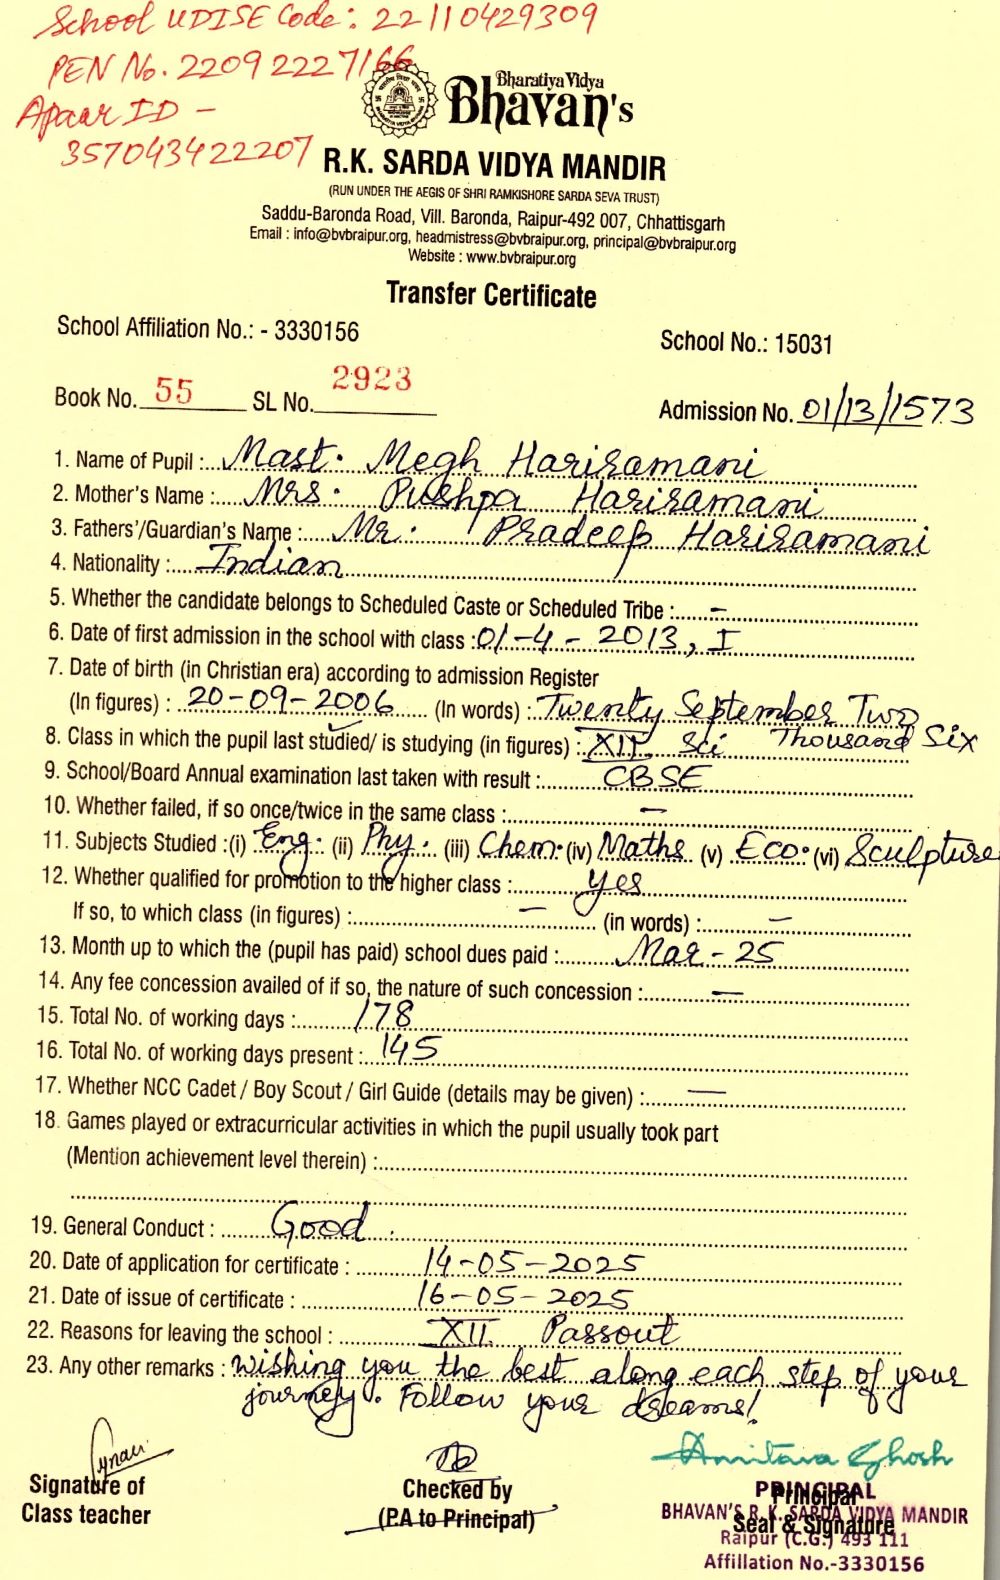 School UDISE Code: 22110429309
PEN No. 22092227166
Apaar ID -
357043422207
Bharatiya Vidya
Bhavan's
R.K. SARDA VIDYA MANDIR
(RUN UNDER THE AEGIS OF SHRI RAMKISHORE SARDA SEVA TRUST)
Saddu-Baronda Road, Vill. Baronda, Raipur-492 007, Chhattisgarh
Email : info@bvbraipur.org, headmistress@bvbraipur.org, principal@bvbraipur.org
Website : www.bvbraipur.org
Transfer Certificate
School Affiliation No.: - 3330156
School No.: 15031
Book No. 55 SL No. 2923
Admission No. 01/13/1573
1. Name of Pupil : Mast. Megh Hariramani
2. Mother's Name : Mrs. Pushpa Hariramani
3. Fathers'/Guardian's Name : Mr. Pradeep Hariramani
4. Nationality : Indian
5. Whether the candidate belongs to Scheduled Caste or Scheduled Tribe : –
6. Date of first admission in the school with class : 01-4-2013, I
7. Date of birth (in Christian era) according to admission Register
(In figures) : 20-09-2006 (In words) : Twenty September Two
Thousand Six
8. Class in which the pupil last studied/ is studying (in figures) : XII Sci
9. School/Board Annual examination last taken with result : CBSE
10. Whether failed, if so once/twice in the same class : –
11. Subjects Studied :(i) Eng. (ii) Phy. (iii) Chem. (iv) Maths (v) Eco. (vi) Sculpture
12. Whether qualified for promotion to the higher class : yes
If so, to which class (in figures) : – (in words) : –
13. Month up to which the (pupil has paid) school dues paid : Mar-25
14. Any fee concession availed of if so, the nature of such concession : –
15. Total No. of working days : 178
16. Total No. of working days present : 145
17. Whether NCC Cadet / Boy Scout / Girl Guide (details may be given) : –
18. Games played or extracurricular activities in which the pupil usually took part
(Mention achievement level therein) :
19. General Conduct : Good.
20. Date of application for certificate : 14-05-2025
21. Date of issue of certificate : 16-05-2025
22. Reasons for leaving the school : XII Passout
23. Any other remarks : Wishing you the best along each step of your
journey. Follow your dreams!
Amitava Ghosh
Signature of
Class teacher
Checked by
(P.A to Principal)
Principal
Seal & Signature
PRINCIPAL
BHAVAN'S R.K. SARDA VIDYA MANDIR
Raipur (C.G.) 493 111
Affiliation No.-3330156